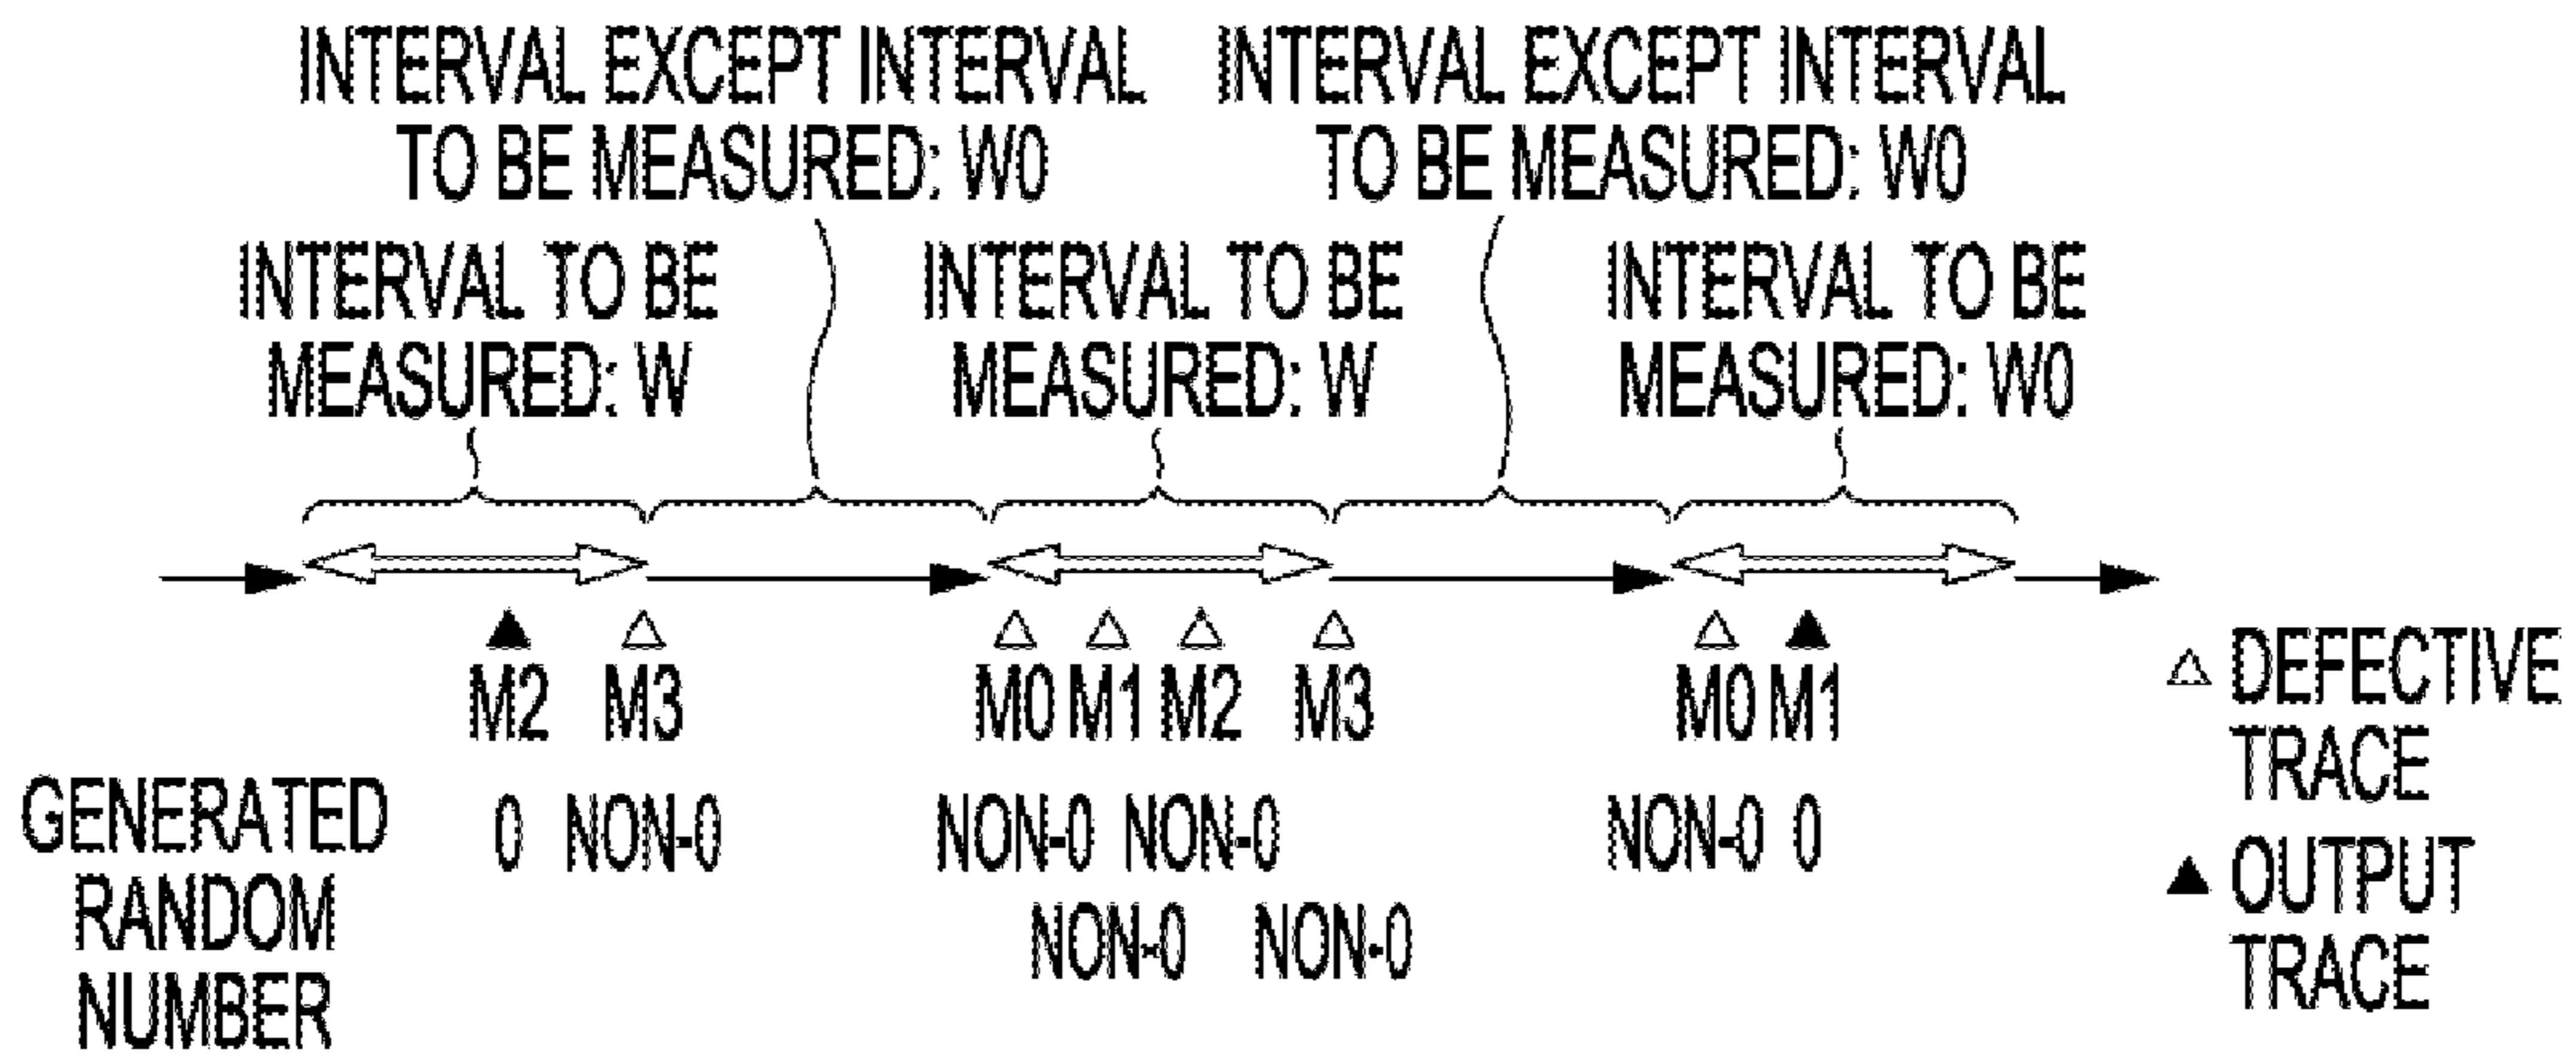 INTERVAL EXCEPT INTERVAL
TO BE MEASURED: W0
INTERVAL EXCEPT INTERVAL
TO BE MEASURED: W0
INTERVAL TO BE
MEASURED: W
INTERVAL TO BE
MEASURED: W
INTERVAL TO BE
MEASURED: W0
M2 M3 M0 M1 M2 M3 M0 M1
GENERATED
RANDOM
NUMBER
0 NON-0 NON-0 NON-0 NON-0 0
NON-0 NON-0
DEFECTIVE
TRACE
OUTPUT
TRACE